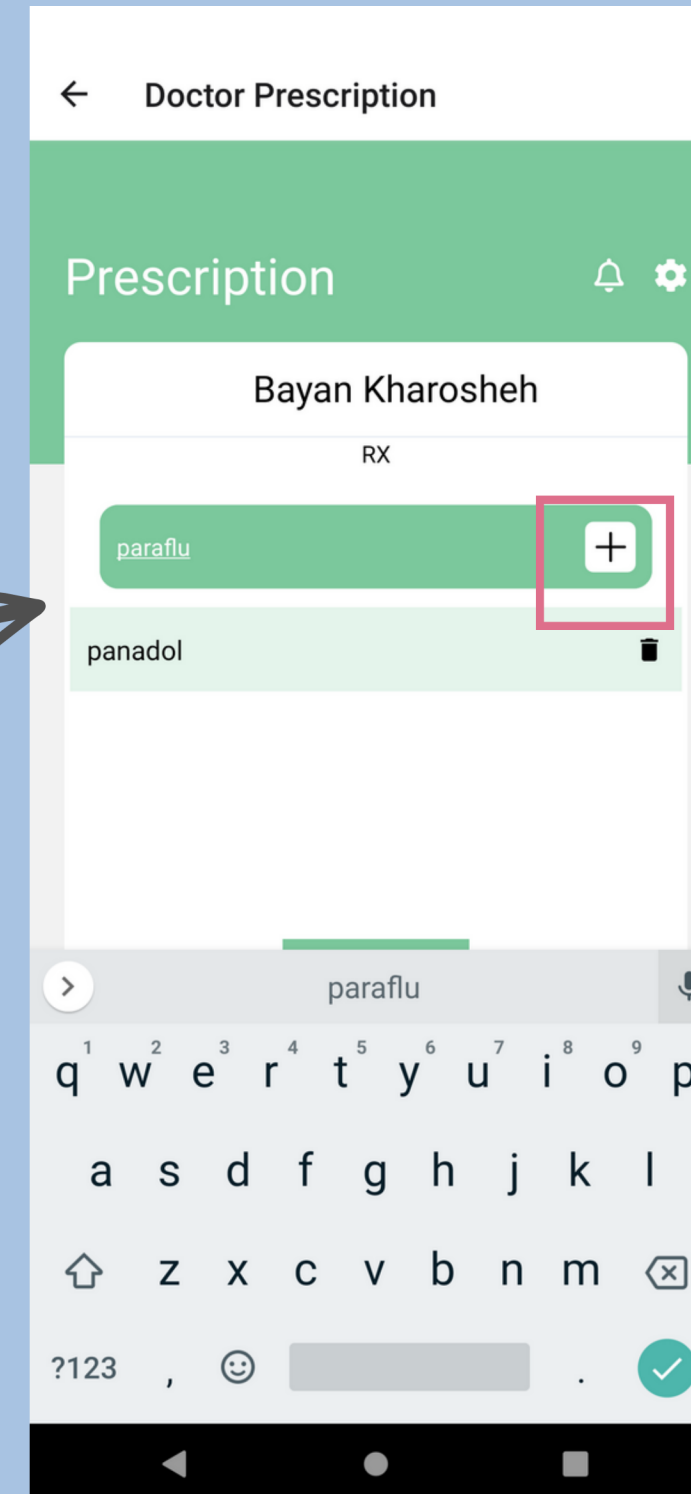 Doctor Prescription
Prescription
Bayan Kharosheh
RX
paraflu
panadol
paraflu
1 2 3 4 5 6 7 8 9
q w e r t y u i o p
a s d f g h j k l
z x c v b n m
?123 , .